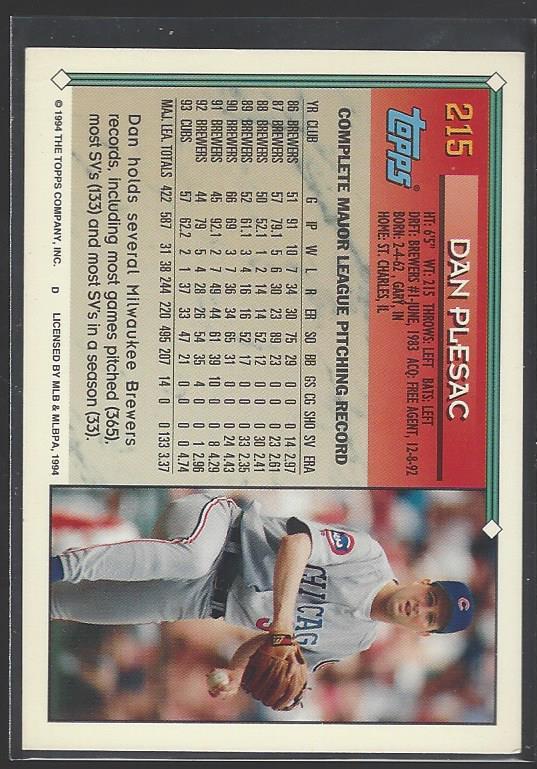 215
DAN PLESAC
topps®
HT: 6'5" WT: 215 THROWS: LEFT BATS: LEFT
DRFT: BREWERS #1-JUNE, 1983 ACQ: FREE AGENT, 12-8-92
BORN: 2-4-62 - GARY, IN
HOME: ST. CHARLES, IL
COMPLETE MAJOR LEAGUE PITCHING RECORD
YR CLUB G IP W L R ER SO BB GS CG SHO SV ERA
86 BREWERS 51 91 10 7 34 30 75 29 0 0 0 14 2.97
87 BREWERS 57 79.1 5 6 30 23 89 23 0 0 0 23 2.61
88 BREWERS 50 52.1 2 14 14 52 12 0 0 0 30 2.41
89 BREWERS 52 61.1 3 4 16 16 52 17 0 0 0 33 2.35
90 BREWERS 66 69 3 7 36 34 65 31 0 0 0 24 4.43
91 BREWERS 45 92.1 2 7 49 44 61 39 10 0 0 8 4.29
92 BREWERS 44 79 5 4 28 26 54 35 4 0 0 1 2.96
93 CUBS 57 62.2 2 1 37 33 47 21 0 0 0 0 4.74
MAJ. LEA. TOTALS 422 587 31 38 244 220 495 207 14 0 0 133 3.37
Dan holds several Milwaukee Brewers
records, including most games pitched (365),
most SV's (133) and most SV's in a season (33).
© 1994 THE TOPPS COMPANY, INC. D LICENSED BY MLB & MLBPA, 1994
CHICAG
C